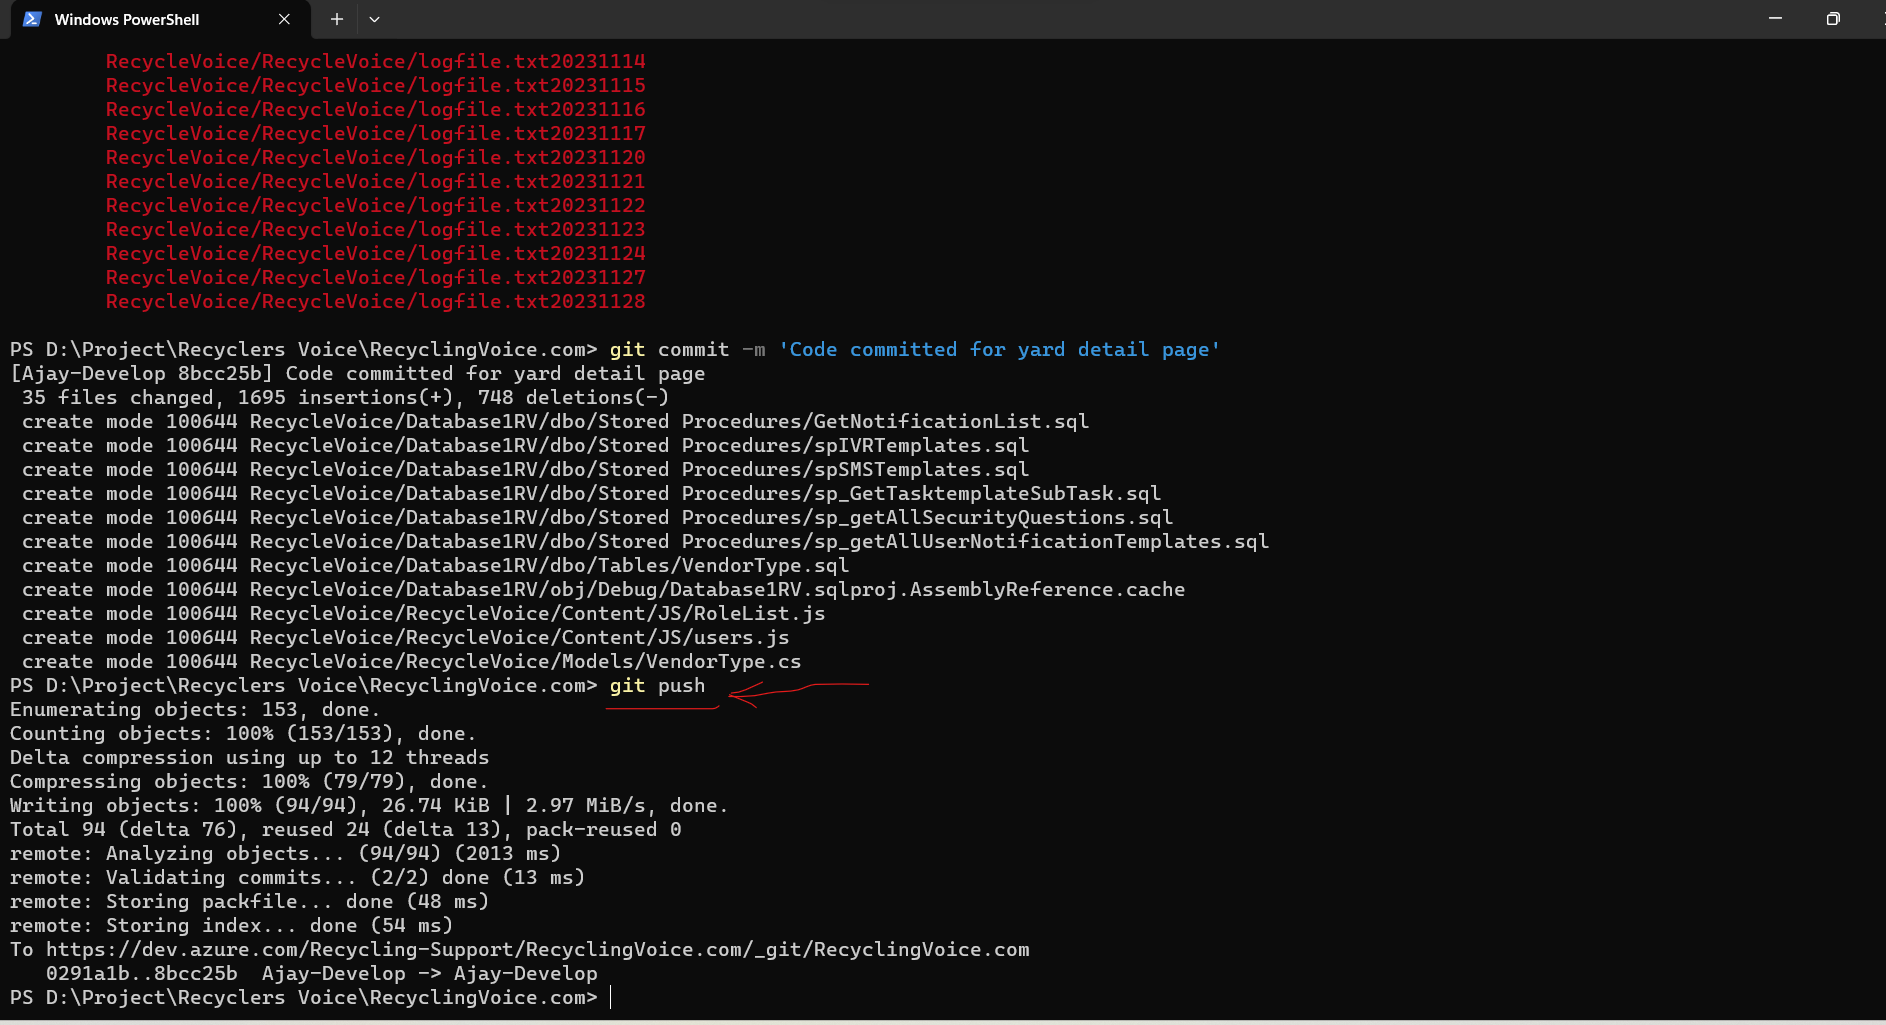 Windows PowerShell
RecycleVoice/RecycleVoice/logfile.txt20231114
RecycleVoice/RecycleVoice/logfile.txt20231115
RecycleVoice/RecycleVoice/logfile.txt20231116
RecycleVoice/RecycleVoice/logfile.txt20231117
RecycleVoice/RecycleVoice/logfile.txt20231120
RecycleVoice/RecycleVoice/logfile.txt20231121
RecycleVoice/RecycleVoice/logfile.txt20231122
RecycleVoice/RecycleVoice/logfile.txt20231123
RecycleVoice/RecycleVoice/logfile.txt20231124
RecycleVoice/RecycleVoice/logfile.txt20231127
RecycleVoice/RecycleVoice/logfile.txt20231128
PS D:\Project\Recyclers Voice\RecyclingVoice.com> git commit -m 'Code committed for yard detail page'
[Ajay-Develop 8bcc25b] Code committed for yard detail page
35 files changed, 1695 insertions(+), 748 deletions(-)
create mode 100644 RecycleVoice/Database1RV/dbo/Stored Procedures/GetNotificationList.sql
create mode 100644 RecycleVoice/Database1RV/dbo/Stored Procedures/spIVRTemplates.sql
create mode 100644 RecycleVoice/Database1RV/dbo/Stored Procedures/spSMSTemplates.sql
create mode 100644 RecycleVoice/Database1RV/dbo/Stored Procedures/sp_GetTasktemplateSubTask.sql
create mode 100644 RecycleVoice/Database1RV/dbo/Stored Procedures/sp_getAllSecurityQuestions.sql
create mode 100644 RecycleVoice/Database1RV/dbo/Stored Procedures/sp_getAllUserNotificationTemplates.sql
create mode 100644 RecycleVoice/Database1RV/dbo/Tables/VendorType.sql
create mode 100644 RecycleVoice/Database1RV/obj/Debug/Database1RV.sqlproj.AssemblyReference.cache
create mode 100644 RecycleVoice/RecycleVoice/Content/JS/RoleList.js
create mode 100644 RecycleVoice/RecycleVoice/Content/JS/users.js
create mode 100644 RecycleVoice/RecycleVoice/Models/VendorType.cs
PS D:\Project\Recyclers Voice\RecyclingVoice.com> git push
Enumerating objects: 153, done.
Counting objects: 100% (153/153), done.
Delta compression using up to 12 threads
Compressing objects: 100% (79/79), done.
Writing objects: 100% (94/94), 26.74 KiB | 2.97 MiB/s, done.
Total 94 (delta 76), reused 24 (delta 13), pack-reused 0
remote: Analyzing objects... (94/94) (2013 ms)
remote: Validating commits... (2/2) done (13 ms)
remote: Storing packfile... done (48 ms)
remote: Storing index... done (54 ms)
To https://dev.azure.com/Recycling-Support/RecyclingVoice.com/_git/RecyclingVoice.com
0291a1b..8bcc25b  Ajay-Develop -> Ajay-Develop
PS D:\Project\Recyclers Voice\RecyclingVoice.com>